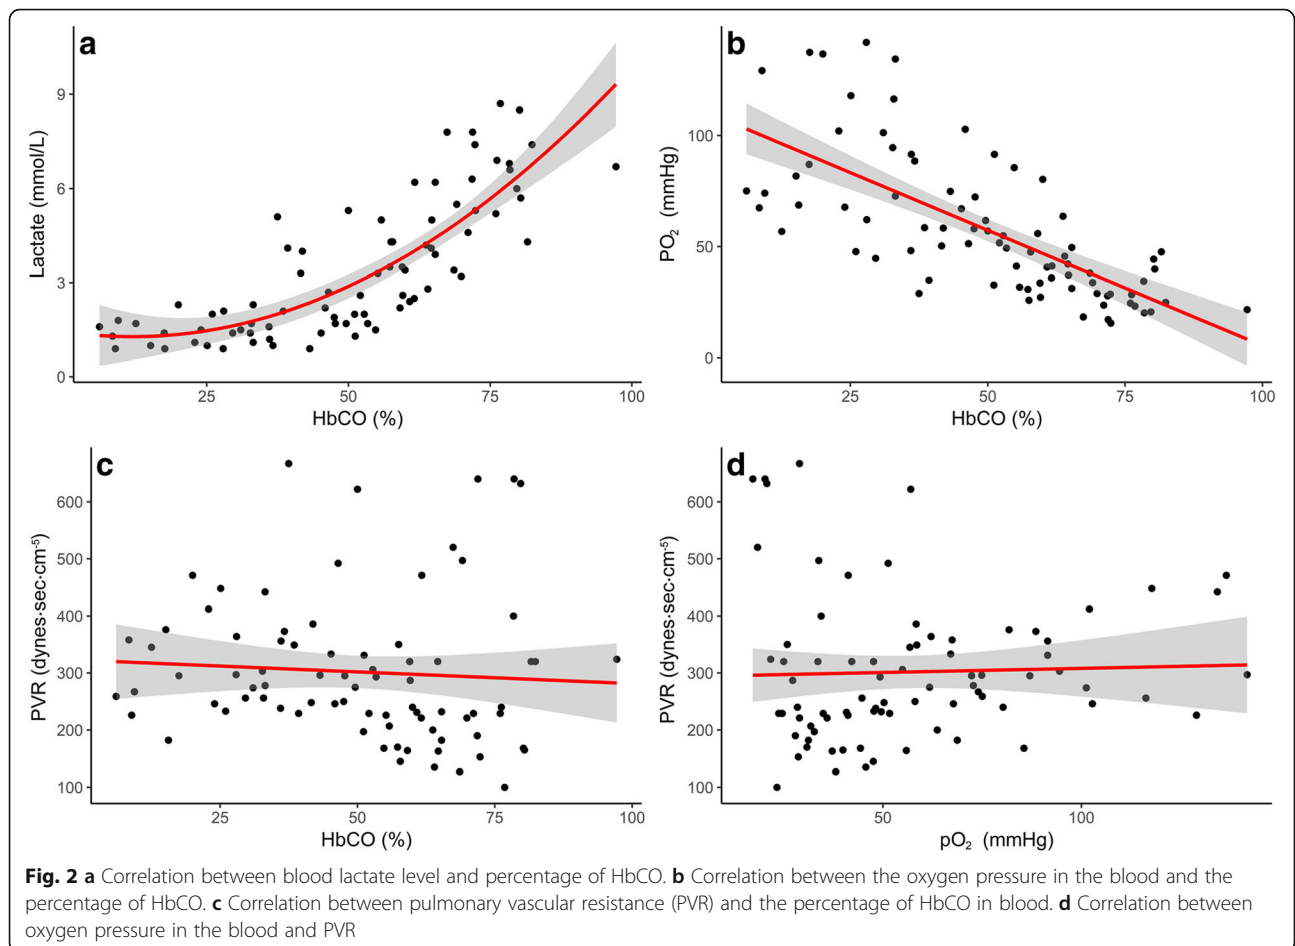 a
Lactate (mmol/L)
9
6
3
0
25 50 75 100
HbCO (%)
b
PO₂ (mmHg)
100
50
0
25 50 75 100
HbCO (%)
c
PVR (dynes·sec·cm⁻⁵)
600
500
400
300
200
100
25 50 75 100
HbCO (%)
d
PVR (dynes·sec·cm⁻⁵)
600
500
400
300
200
100
50 100
pO₂ (mmHg)
Fig. 2 a Correlation between blood lactate level and percentage of HbCO. b Correlation between the oxygen pressure in the blood and the
percentage of HbCO. c Correlation between pulmonary vascular resistance (PVR) and the percentage of HbCO in blood. d Correlation between
oxygen pressure in the blood and PVR